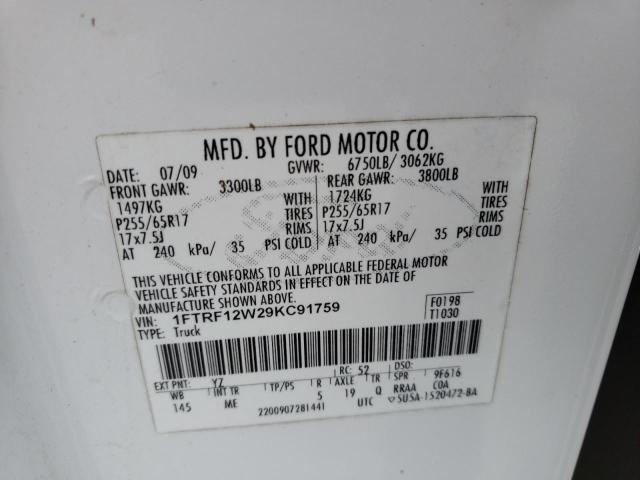 MFD. BY FORD MOTOR CO.
DATE: 07/09 GVWR: 6750LB/ 3062KG
FRONT GAWR: 3300LB REAR GAWR: 3800LB
1497KG WITH 1724KG WITH
P255/65R17 TIRES P255/65R17 TIRES
17x7.5J RIMS 17x7.5J RIMS
AT 240 kPa/ 35 PSI COLD AT 240 kPa/ 35 PSI COLD
THIS VEHICLE CONFORMS TO ALL APPLICABLE FEDERAL MOTOR
VEHICLE SAFETY STANDARDS IN EFFECT ON THE DATE OF
MANUFACTURE SHOWN ABOVE.
VIN: 1FTRF12W29KC91759 F0198
TYPE: Truck T1030
EXT PNT: YZ RC: 52 DSO:
WB INT TR TP/PS R AXLE TR SPR 9F616
145 ME 5 19 Q RRAA COA
2200907281441 UTC 5U5A-1520472-BA